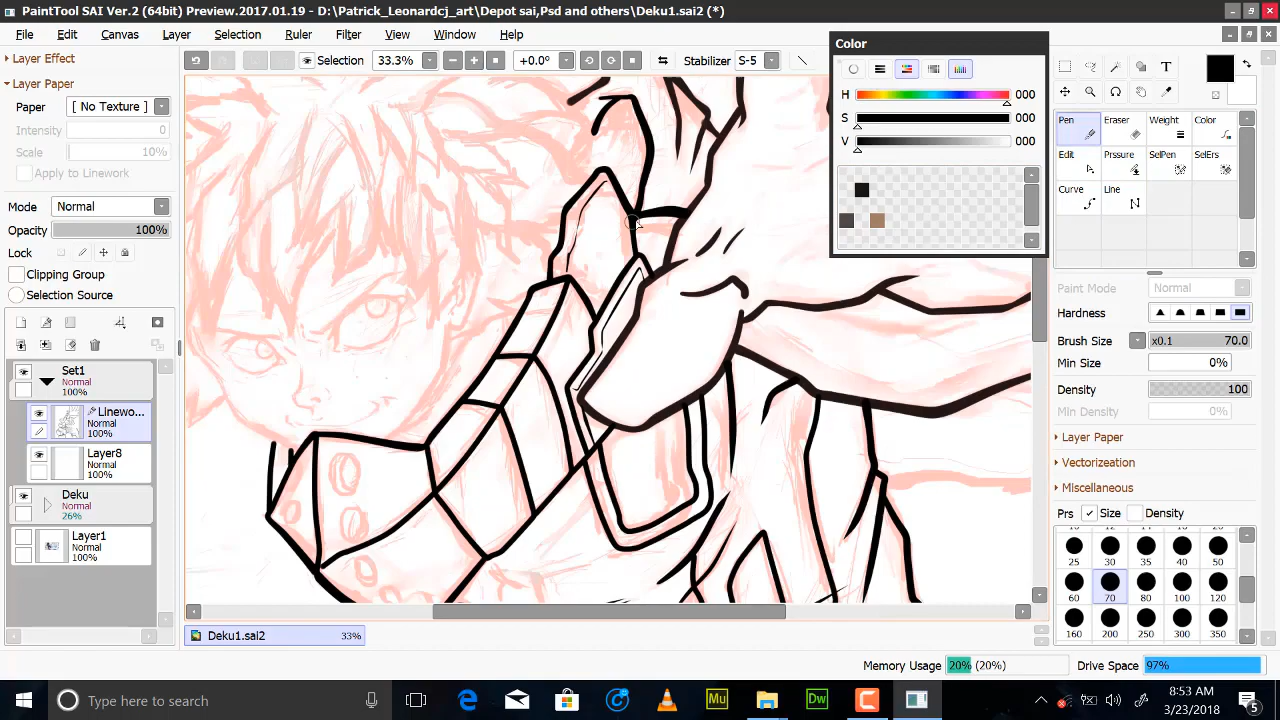 PaintTool SAI Ver.2 (64bit) Preview.2017.01.19 - D:\Patrick_Leonardcj_art\Depot sai,Psd and others\Deku1.sai2 (*)
File Edit Canvas Layer Selection Ruler Filter View Window Help
Selection 33.3% +0.0° Stabilizer S-5
Layer Effect
Layer Paper
Paper [ No Texture ]
Intensity 0
Scale 10%
Apply to Linework
Mode Normal
Opacity 100%
Lock
Clipping Group
Selection Source
Set1
Normal
100%
Linewo...
Normal
100%
Layer8
Normal
100%
Deku
Normal
26%
Layer1
Normal
100%
Color
H 000
S 000
V 000
T
Pen Eraser Weight Color
Edit Prssure SelPen SelErs
Curve Line
Paint Mode Normal
Hardness
Brush Size x0.1 70.0
Min Size 0%
Density 100
Min Density 0%
Layer Paper
Vectorization
Miscellaneous
Prs Size Density
25 30 35 40 50
60 70 80 100 120
160 200 250 300 350
Deku1.sai2 33%
Memory Usage 20% (20%) Drive Space 97%
Type here to search
Mu
Dw
8:53 AM
3/23/2018
5